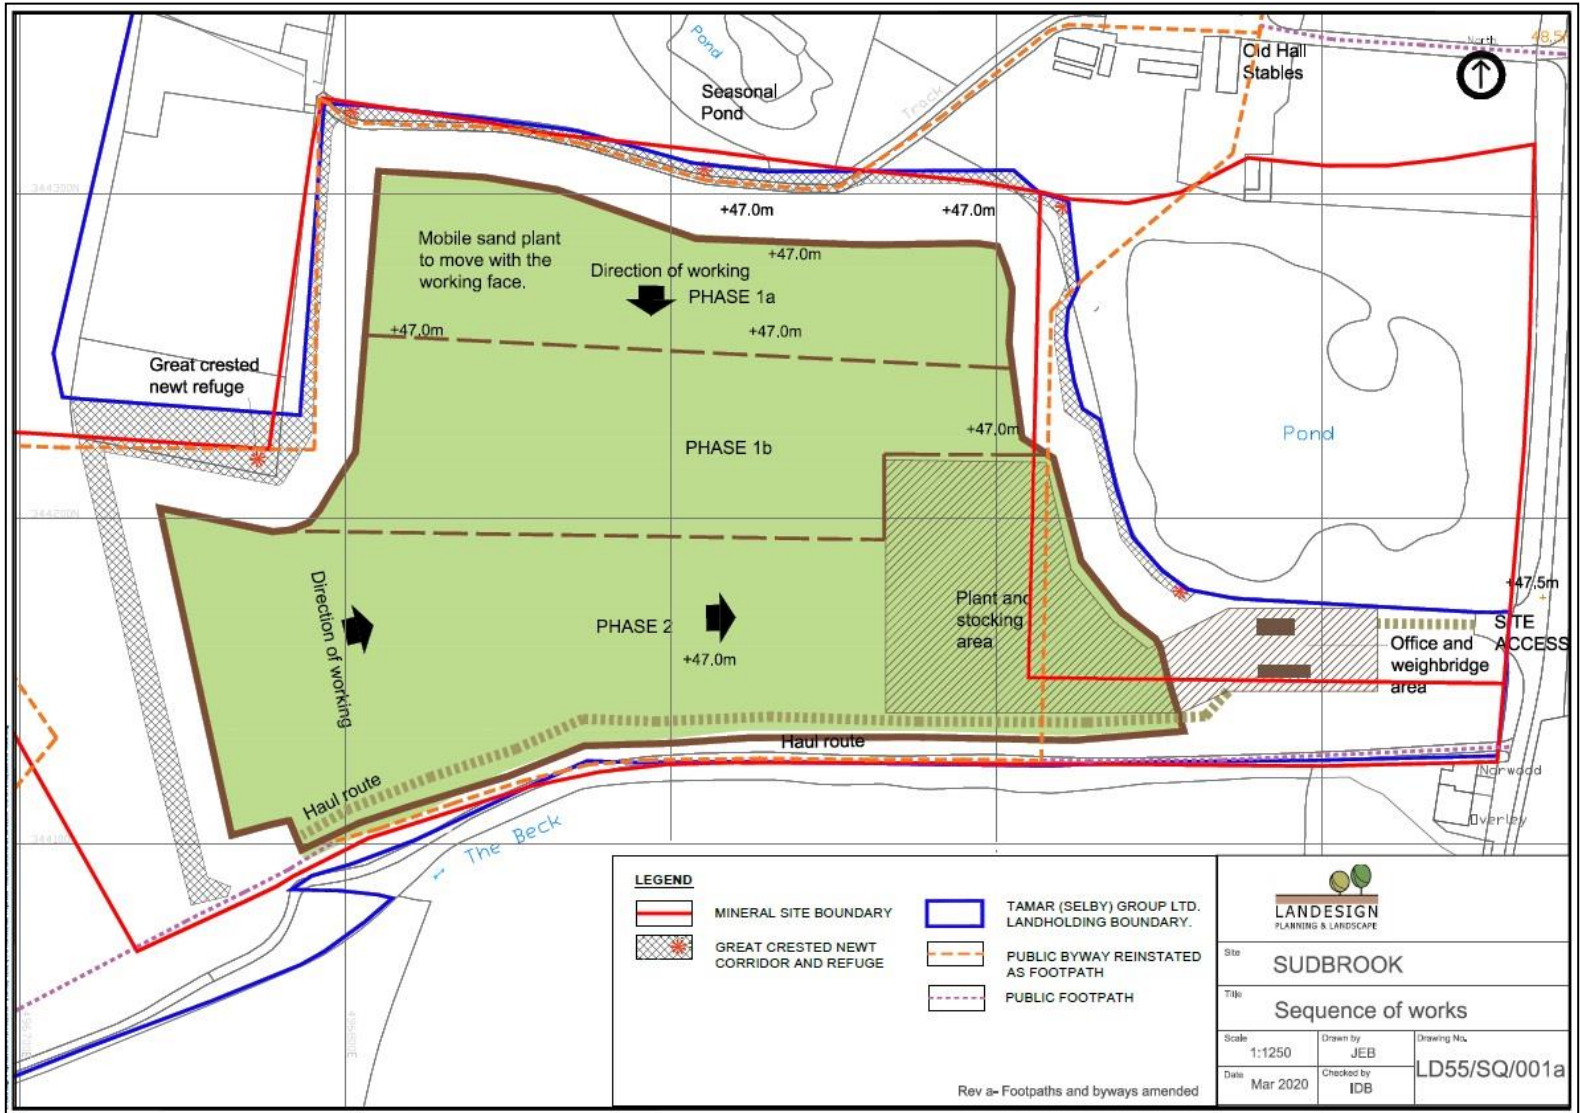 Pond
Seasonal
Pond
Track
Old Hall
Stables
North
344300N
+47.0m
+47.0m
Mobile sand plant
to move with the
working face.
+47.0m
Direction of working
PHASE 1a
+47.0m
+47.0m
Great crested
newt refuge
+47.0m
Pond
PHASE 1b
344200N
+47.5m
Direction of working
PHASE 2
+47.0m
Plant and
stocking
area
SITE
ACCESS
Office and
weighbridge
area
Haul route
Haul route
Norwood
Overley
The Beck
LEGEND
MINERAL SITE BOUNDARY
GREAT CRESTED NEWT
CORRIDOR AND REFUGE
TAMAR (SELBY) GROUP LTD.
LANDHOLDING BOUNDARY.
PUBLIC BYWAY REINSTATED
AS FOOTPATH
PUBLIC FOOTPATH
Rev a- Footpaths and byways amended
LANDESIGN
PLANNING & LANDSCAPE
Site
SUDBROOK
Title
Sequence of works
Scale
1:1250
Drawn by
JEB
Drawing No.
LD55/SQ/001a
Date
Mar 2020
Checked by
IDB